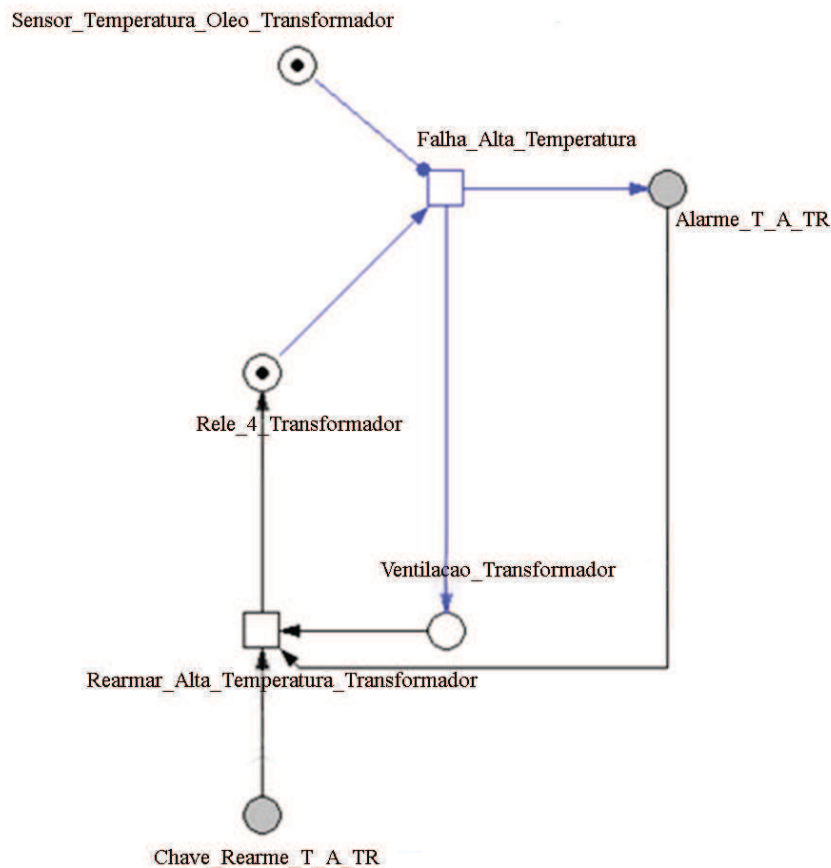 Sensor_Temperatura_Oleo_Transformador
Falha_Alta_Temperatura
Alarme_T_A_TR
Rele_4_Transformador
Ventilacao_Transformador
Rearmar_Alta_Temperatura_Transformador
Chave_Rearme_T_A_TR